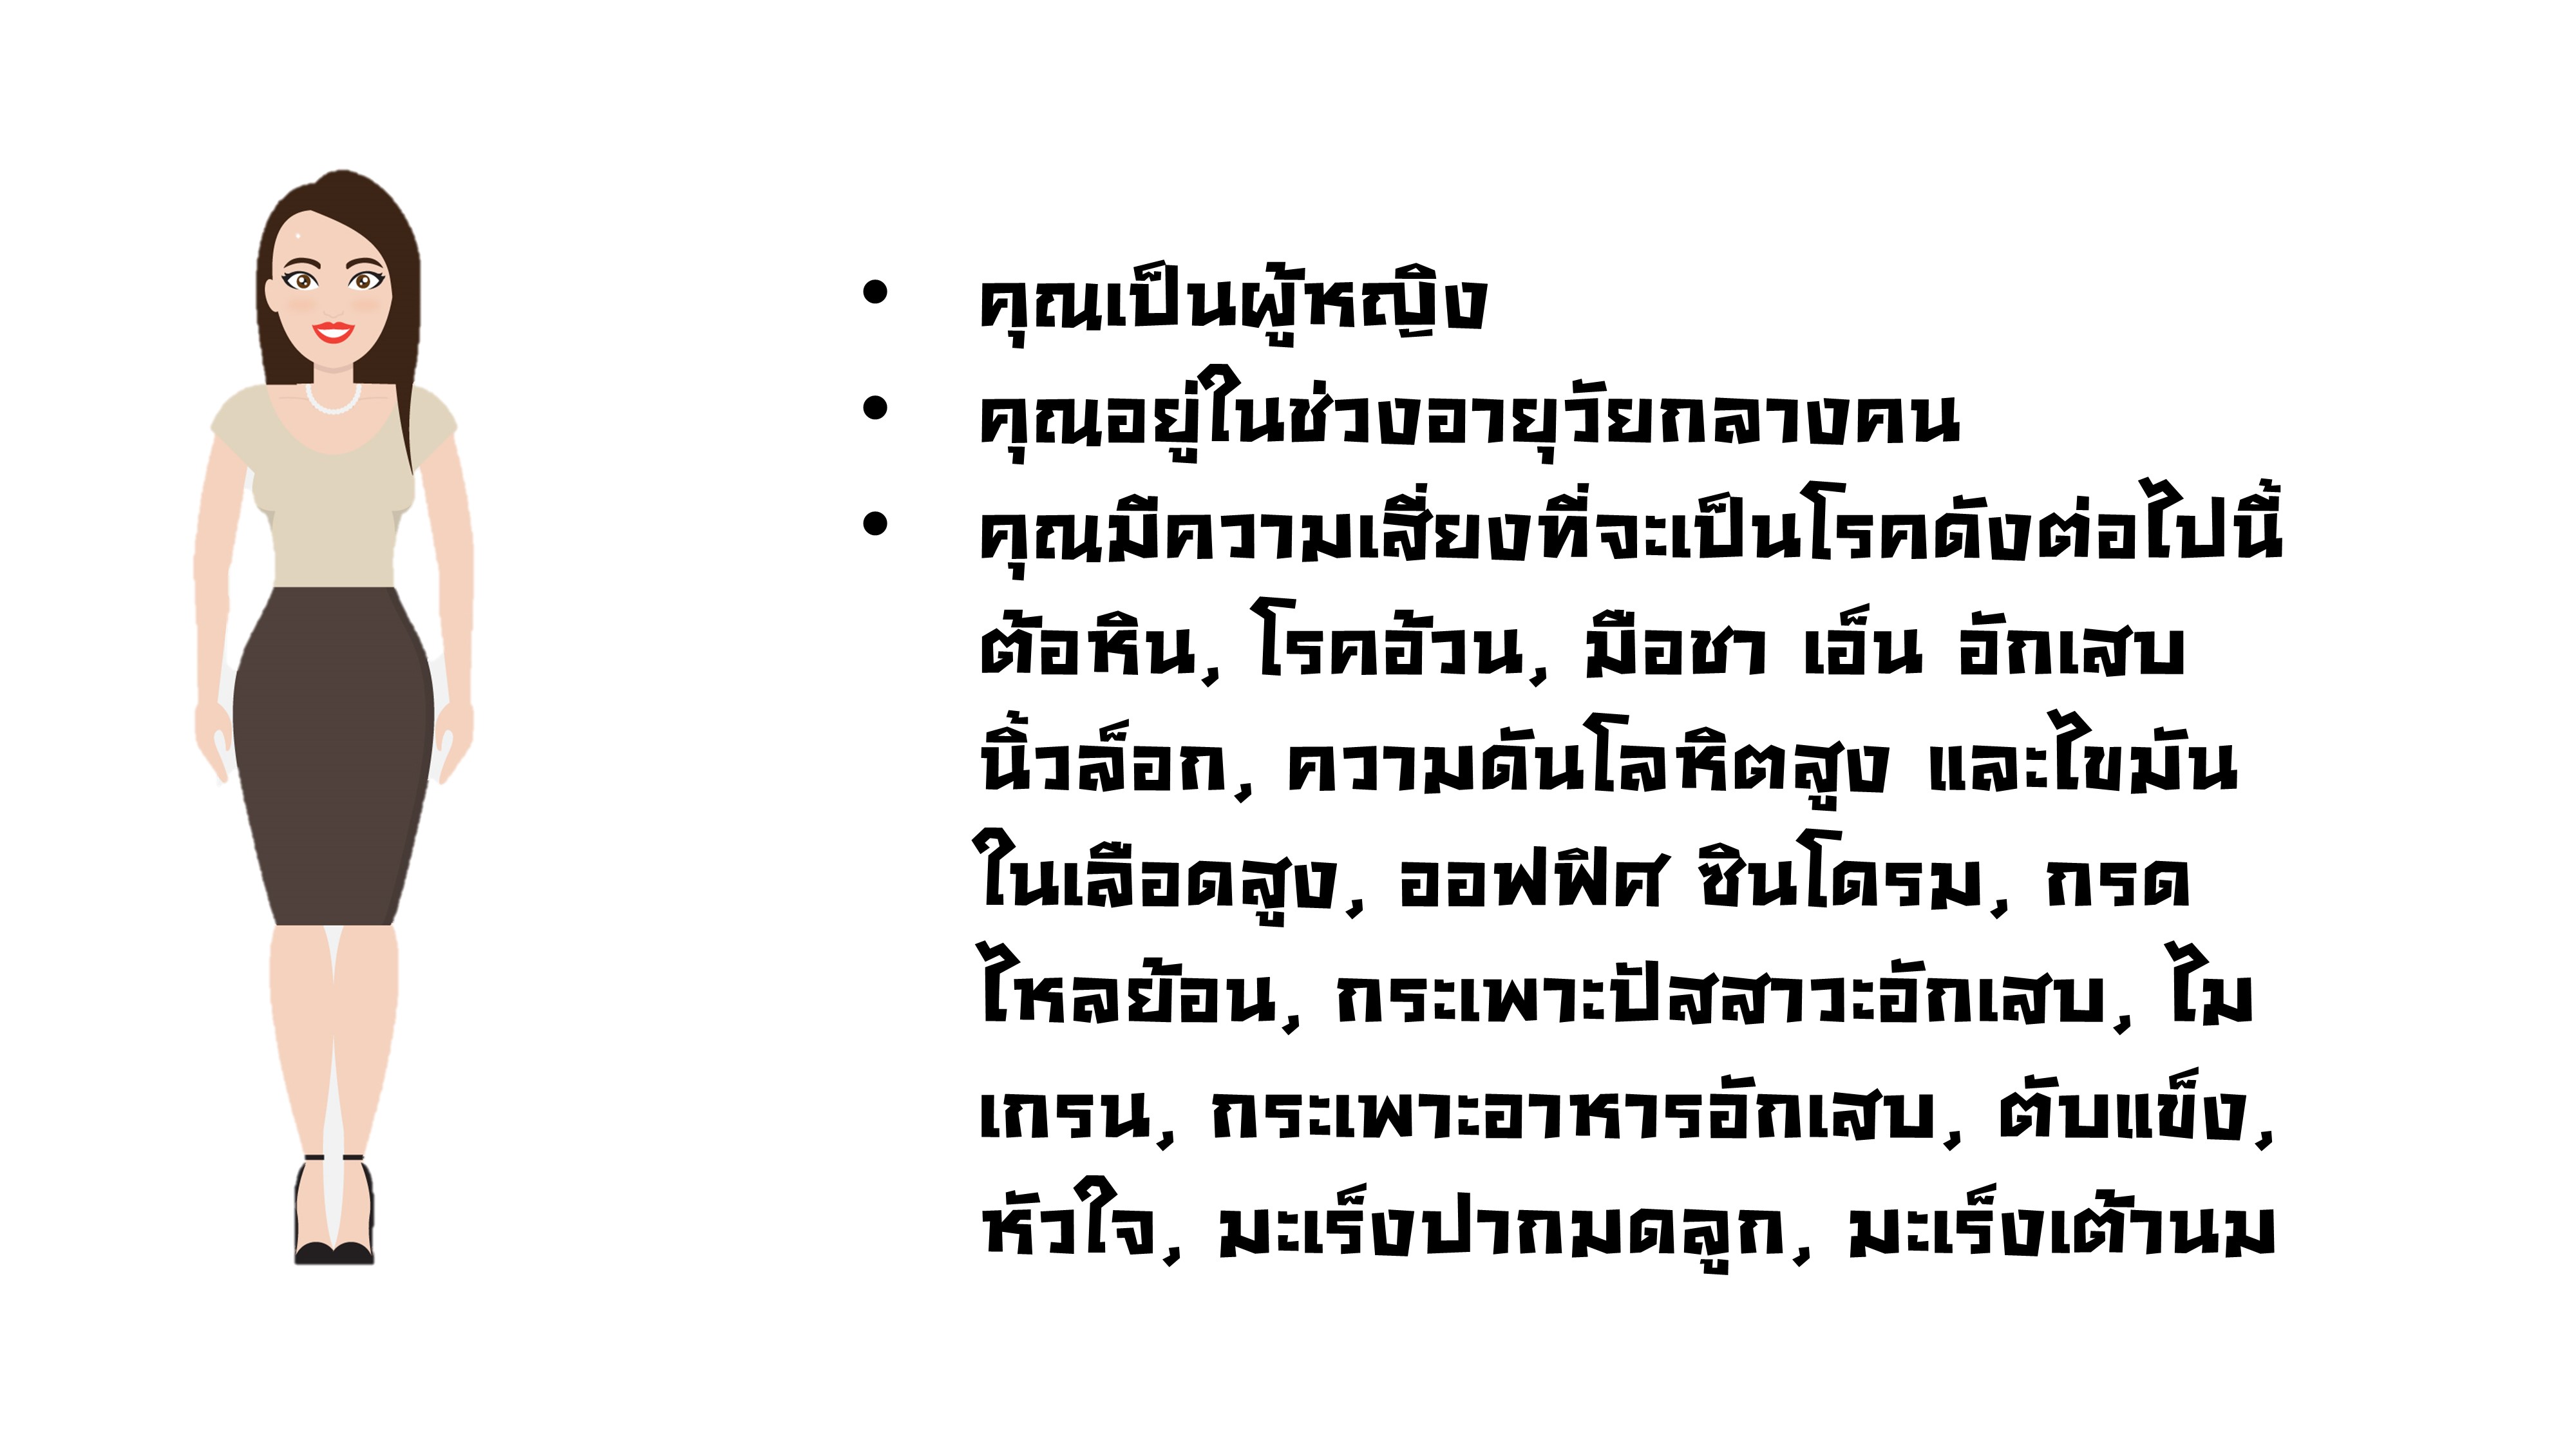 • คุณเป็นผู้หญิง
• คุณอยู่ในช่วงอายุวัยกลางคน
• คุณมีความเสี่ยงที่จะเป็นโรคดังต่อไปนี้
ต้อหิน, โรคอ้วน, มือชา เอ็น อักเสบ
นิ้วล็อก, ความดันโลหิตสูง และไขมัน
ในเลือดสูง, ออฟฟิศ ซินโดรม, กรด
ไหลย้อน, กระเพาะปัสสาวะอักเสบ, ไม
เกรน, กระเพาะอาหารอักเสบ, ตับแข็ง,
หัวใจ, มะเร็งปากมดลูก, มะเร็งเต้านม